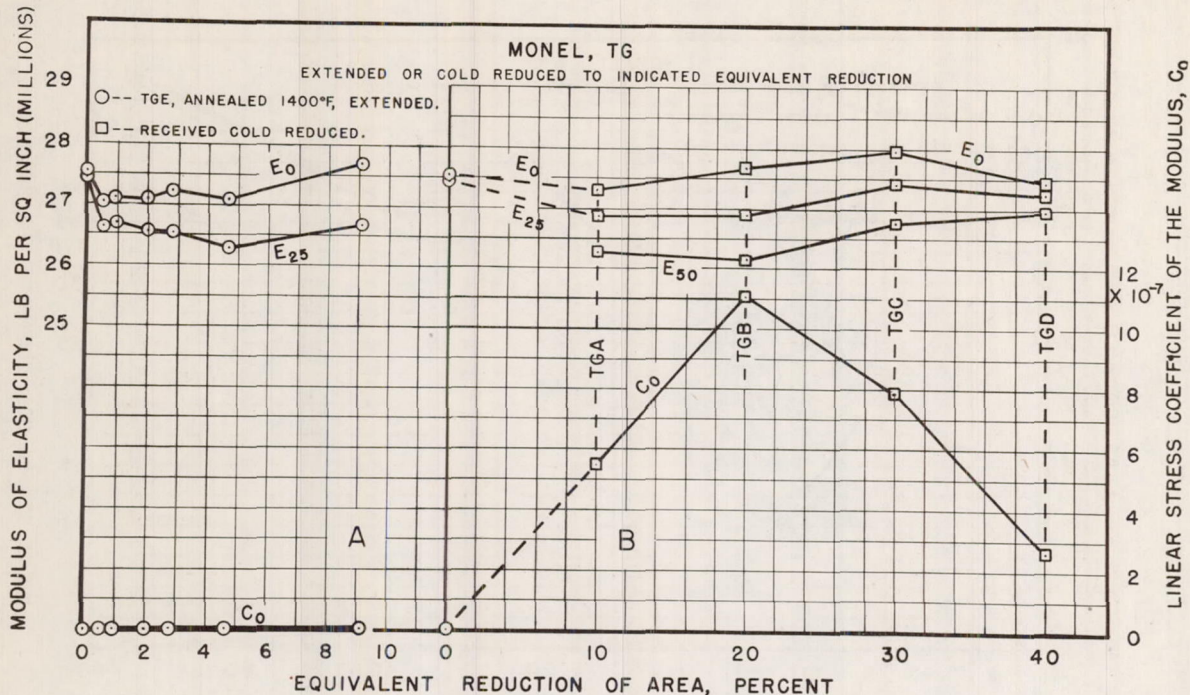 MONEL, TG
EXTENDED OR COLD REDUCED TO INDICATED EQUIVALENT REDUCTION
○-- TGE, ANNEALED 1400°F, EXTENDED.
□-- RECEIVED COLD REDUCED.
MODULUS OF ELASTICITY, LB PER SQ INCH (MILLIONS)
29
28
27
26
25
E₀
E₂₅
C₀
A
E₀
E₂₅
E₅₀
E₀
C₀
B
TGA
TGB
TGC
TGD
12
X 10⁻⁷
10
8
6
4
2
0
LINEAR STRESS COEFFICIENT OF THE MODULUS, C₀
0 2 4 6 8 10 0 10 20 30 40
EQUIVALENT REDUCTION OF AREA, PERCENT